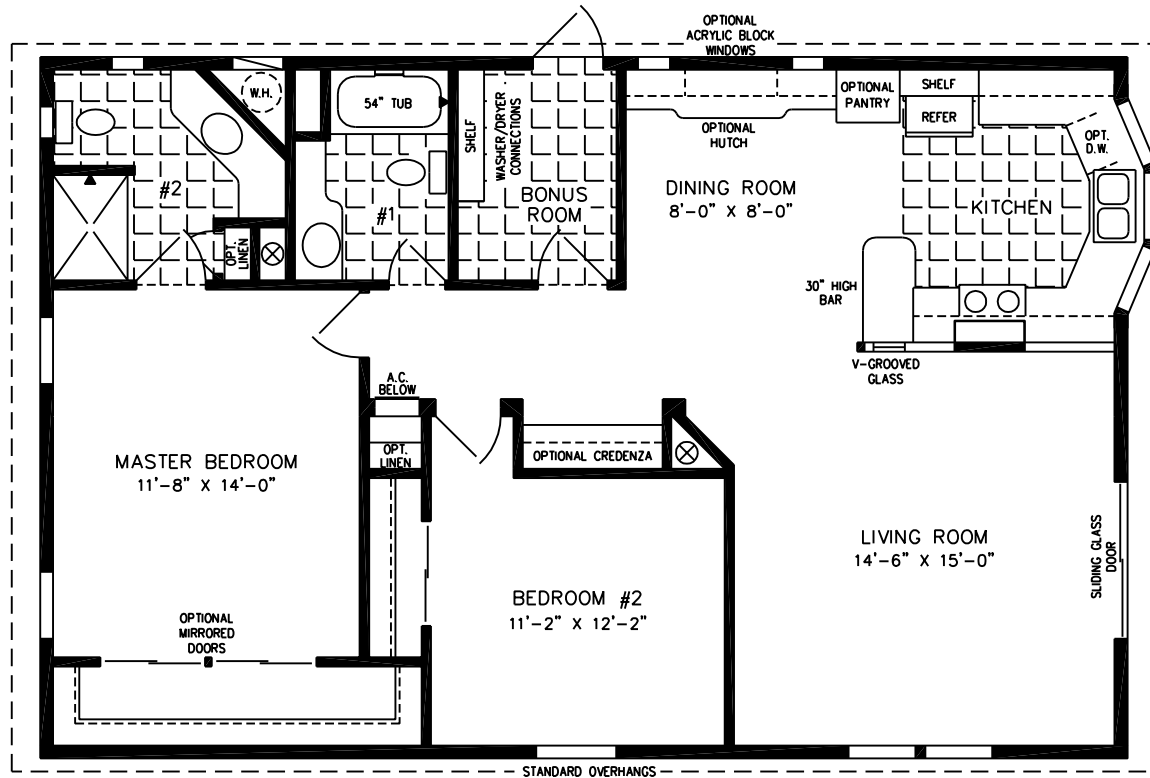 OPTIONAL
ACRYLIC BLOCK
WINDOWS
W.H.
54" TUB
SHELF
WASHER/DRYER
CONNECTIONS
OPTIONAL
PANTRY
SHELF
REFER
OPTIONAL
HUTCH
OPT.
D.W.
#2
#1
BONUS
ROOM
DINING ROOM
8'-0" X 8'-0"
KITCHEN
OPT.
LINEN
30" HIGH
BAR
V-GROOVED
GLASS
A.C.
BELOW
OPT.
LINEN
OPTIONAL CREDENZA
MASTER BEDROOM
11'-8" X 14'-0"
LIVING ROOM
14'-6" X 15'-0"
SLIDING GLASS
DOOR
BEDROOM #2
11'-2" X 12'-2"
OPTIONAL
MIRRORED
DOORS
STANDARD OVERHANGS